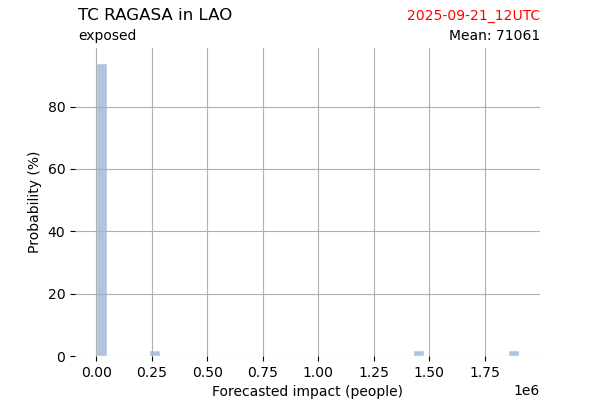 TC RAGASA in LAO
2025-09-21_12UTC
exposed
Mean: 71061
Probability (%)
80
60
40
20
0
0.00 0.25 0.50 0.75 1.00 1.25 1.50 1.75
Forecasted impact (people)
1e6